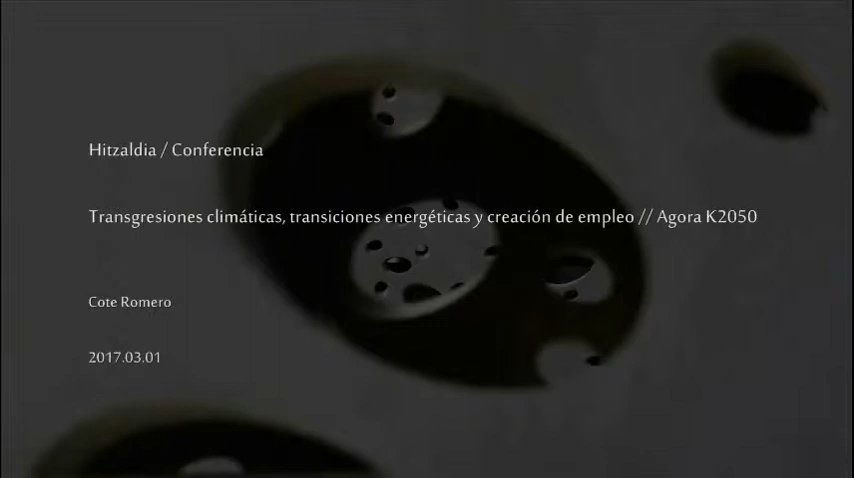 Hitzaldia / Conferencia
Transgresiones climáticas, transiciones energéticas y creación de empleo // Agora K2050
Cote Romero
2017.03.01